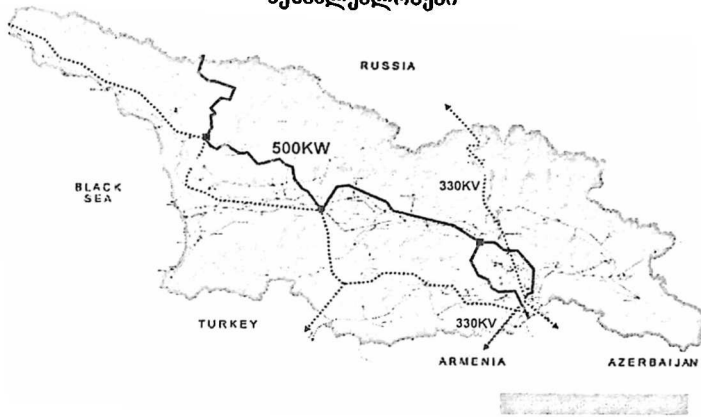 RUSSIA
500KW
330KV
BLACK
SEA
TURKEY
330KV
ARMENIA
AZERBAIJAN